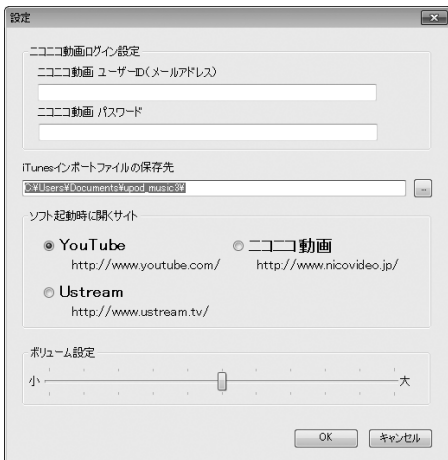 設定
ニコニコ動画ログイン設定
ニコニコ動画 ユーザーID(メールアドレス)
ニコニコ動画 パスワード
iTunesインポートファイルの保存先
C:¥Users¥Documents¥upod_music3¥
...
ソフト起動時に開くサイト
YouTube
http://www.youtube.com/
ニコニコ動画
http://www.nicovideo.jp/
Ustream
http://www.ustream.tv/
ボリューム設定
小
大
OK
キャンセル